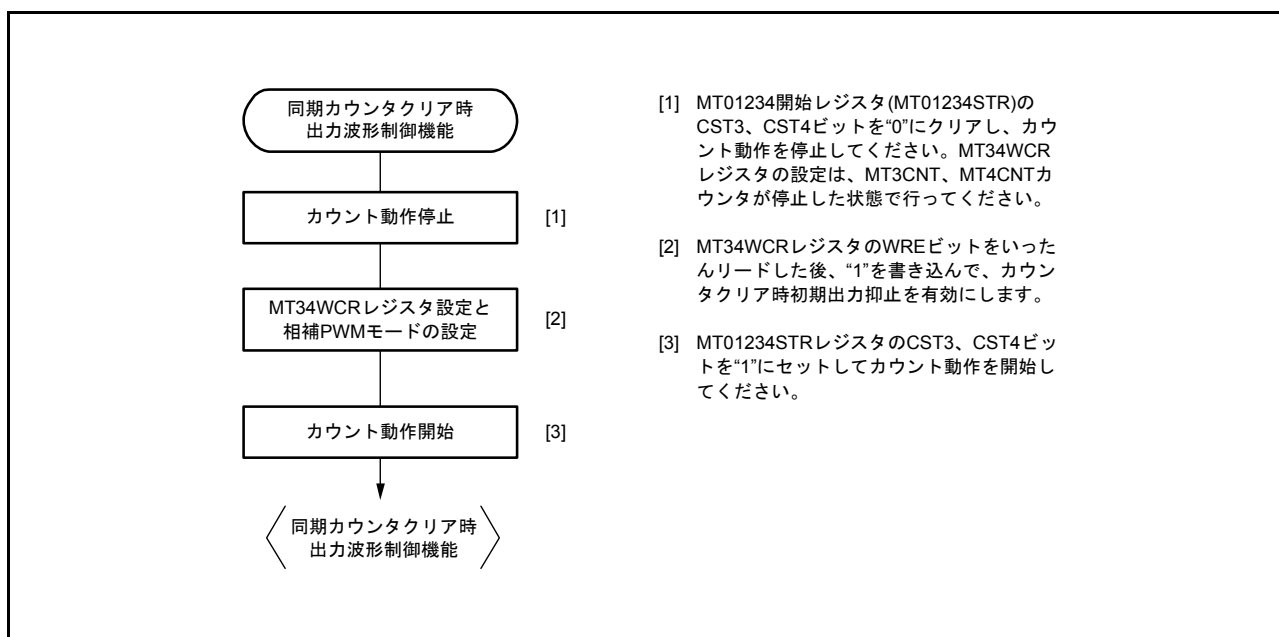 同期カウンタクリア時
出力波形制御機能
カウント動作停止
[1]
MT34WCRレジスタ設定と
相補PWMモードの設定
[2]
カウント動作開始
[3]
同期カウンタクリア時
出力波形制御機能
[1] MT01234開始レジスタ(MT01234STR)の
CST3、CST4ビットを“0”にクリアし、カウ
ント動作を停止してください。MT34WCR
レジスタの設定は、MT3CNT、MT4CNTカ
ウンタが停止した状態で行ってください。
[2] MT34WCRレジスタのWREビットをいった
んリードした後、“1”を書き込んで、カウン
タクリア時初期出力抑止を有効にします。
[3] MT01234STRレジスタのCST3、CST4ビッ
トを“1”にセットしてカウント動作を開始し
てください。